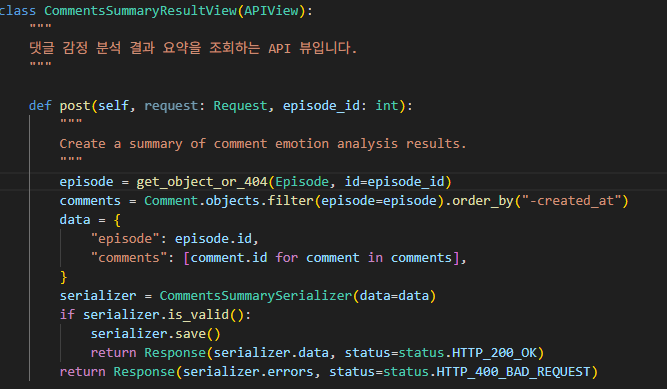 class CommentsSummaryResultView(APIView):
    """
    댓글 감정 분석 결과 요약을 조회하는 API 뷰입니다.
    """
    def post(self, request: Request, episode_id: int):
        """
        Create a summary of comment emotion analysis results.
        """
        episode = get_object_or_404(Episode, id=episode_id)
        comments = Comment.objects.filter(episode=episode).order_by("-created_at")
        data = {
            "episode": episode.id,
            "comments": [comment.id for comment in comments],
        }
        serializer = CommentsSummarySerializer(data=data)
        if serializer.is_valid():
            serializer.save()
            return Response(serializer.data, status=status.HTTP_200_OK)
        return Response(serializer.errors, status=status.HTTP_400_BAD_REQUEST)